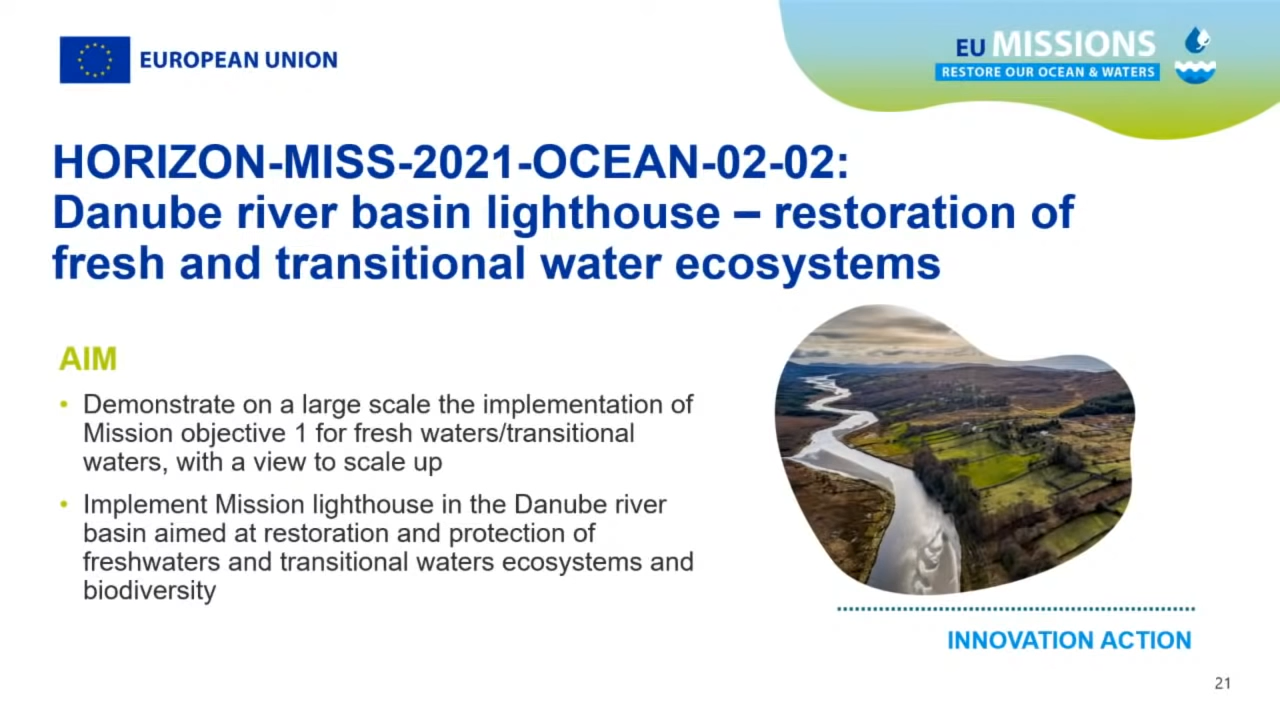 EUROPEAN UNION
EU MISSIONS
RESTORE OUR OCEAN & WATERS
HORIZON-MISS-2021-OCEAN-02-02:
Danube river basin lighthouse – restoration of
fresh and transitional water ecosystems
AIM
• Demonstrate on a large scale the implementation of
Mission objective 1 for fresh waters/transitional
waters, with a view to scale up
• Implement Mission lighthouse in the Danube river
basin aimed at restoration and protection of
freshwaters and transitional waters ecosystems and
biodiversity
INNOVATION ACTION
21